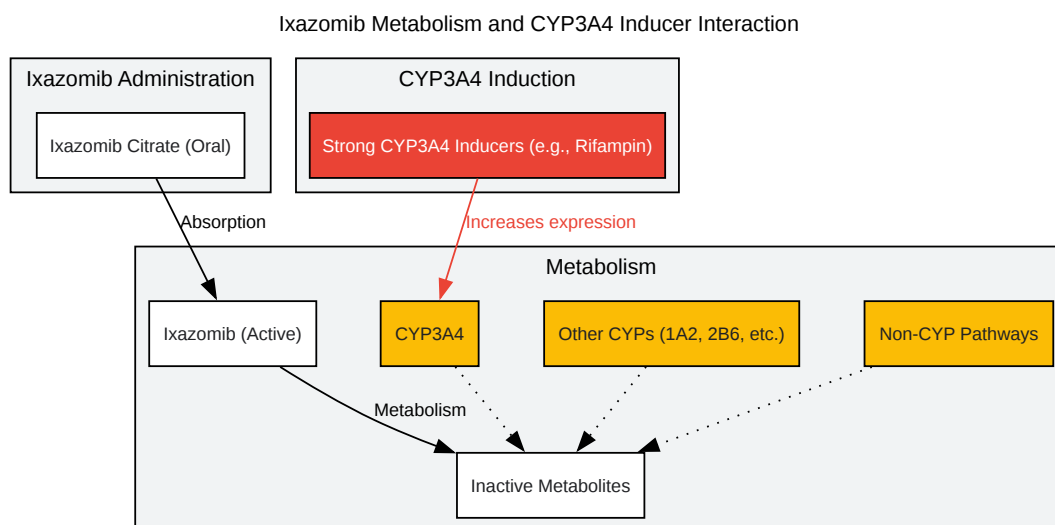 Ixazomib Metabolism and CYP3A4 Inducer Interaction
Ixazomib Administration
CYP3A4 Induction
Ixazomib Citrate (Oral)
Strong CYP3A4 Inducers (e.g., Rifampin)
Absorption
Increases expression
Metabolism
Ixazomib (Active)
CYP3A4
Other CYPs (1A2, 2B6, etc.)
Non-CYP Pathways
Metabolism
Inactive Metabolites